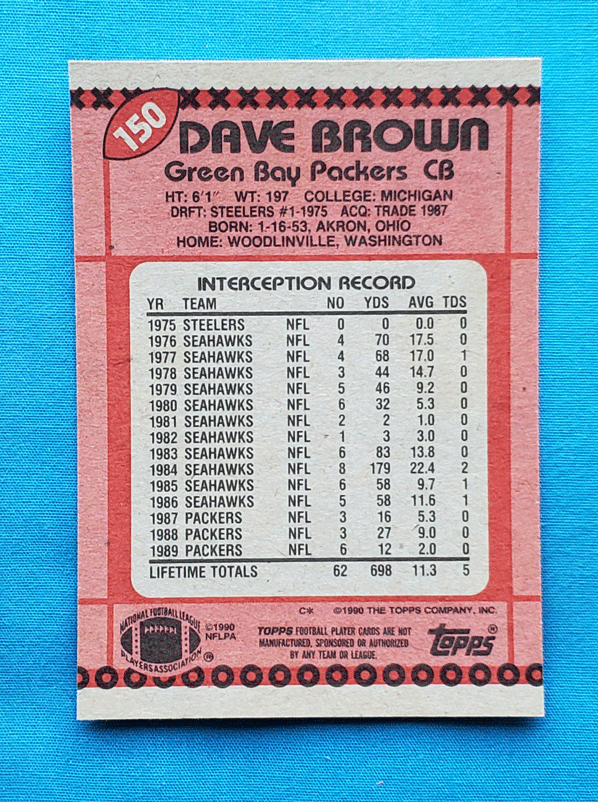 150
DAVE BROWN
Green Bay Packers CB
HT: 6'1" WT: 197 COLLEGE: MICHIGAN
DRFT: STEELERS #1-1975 ACQ: TRADE 1987
BORN: 1-16-53, AKRON, OHIO
HOME: WOODLINVILLE, WASHINGTON
INTERCEPTION RECORD
YR TEAM NO YDS AVG TDS
1975 STEELERS NFL 0 0 0.0 0
1976 SEAHAWKS NFL 4 70 17.5 0
1977 SEAHAWKS NFL 4 68 17.0 1
1978 SEAHAWKS NFL 3 44 14.7 0
1979 SEAHAWKS NFL 5 46 9.2 0
1980 SEAHAWKS NFL 6 32 5.3 0
1981 SEAHAWKS NFL 2 2 1.0 0
1982 SEAHAWKS NFL 1 3 3.0 0
1983 SEAHAWKS NFL 6 83 13.8 0
1984 SEAHAWKS NFL 8 179 22.4 2
1985 SEAHAWKS NFL 6 58 9.7 1
1986 SEAHAWKS NFL 5 58 11.6 1
1987 PACKERS NFL 3 16 5.3 0
1988 PACKERS NFL 3 27 9.0 0
1989 PACKERS NFL 6 12 2.0 0
LIFETIME TOTALS 62 698 11.3 5
C* ©1990 THE TOPPS COMPANY, INC.
NATIONAL FOOTBALL LEAGUE
PLAYERS ASSOCIATION ®
©1990
NFLPA
TOPPS FOOTBALL PLAYER CARDS ARE NOT
MANUFACTURED, SPONSORED OR AUTHORIZED
BY ANY TEAM OR LEAGUE.
topps®